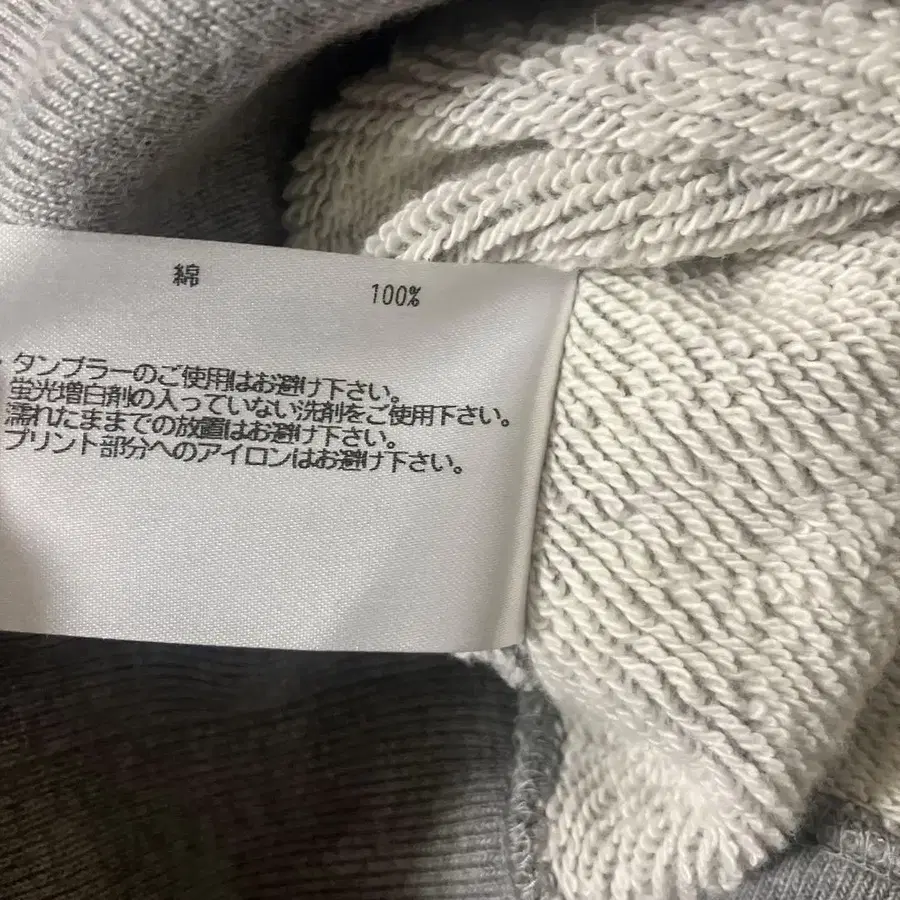 綿 100%
・タンブラーのご使用はお避け下さい。
蛍光増白剤の入っていない洗剤をご使用下さい。
濡れたままでの放置はお避け下さい。
プリント部分へのアイロンはお避け下さい。